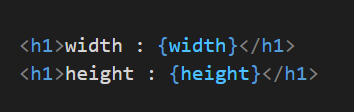 <h1>width : {width}</h1>
<h1>height : {height}</h1>